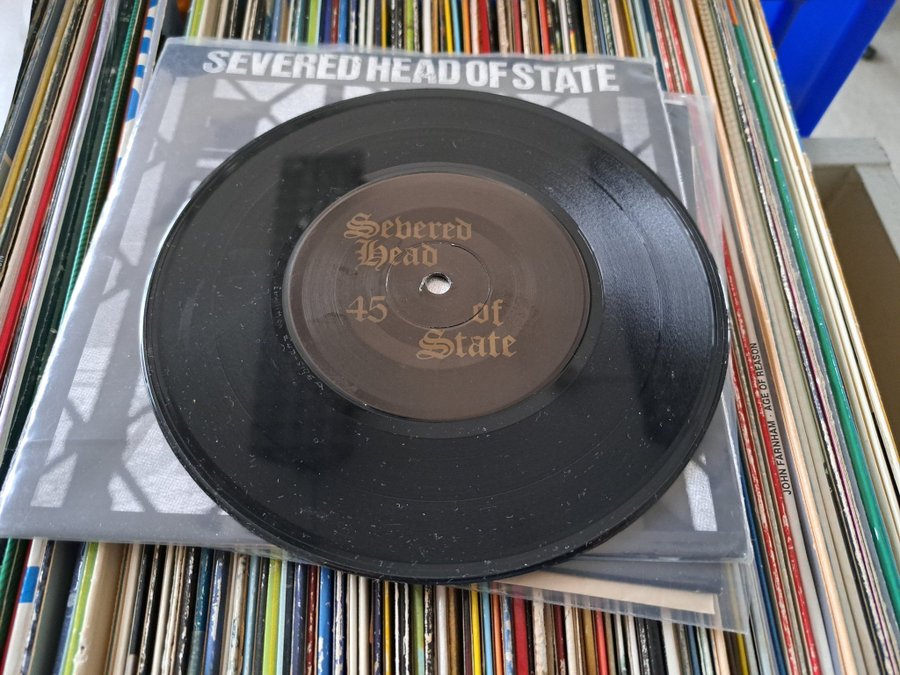 SEVERED HEAD OF STATE
Severed
Head
45 of
State
JOHN FARNHAM · AGE OF REASON